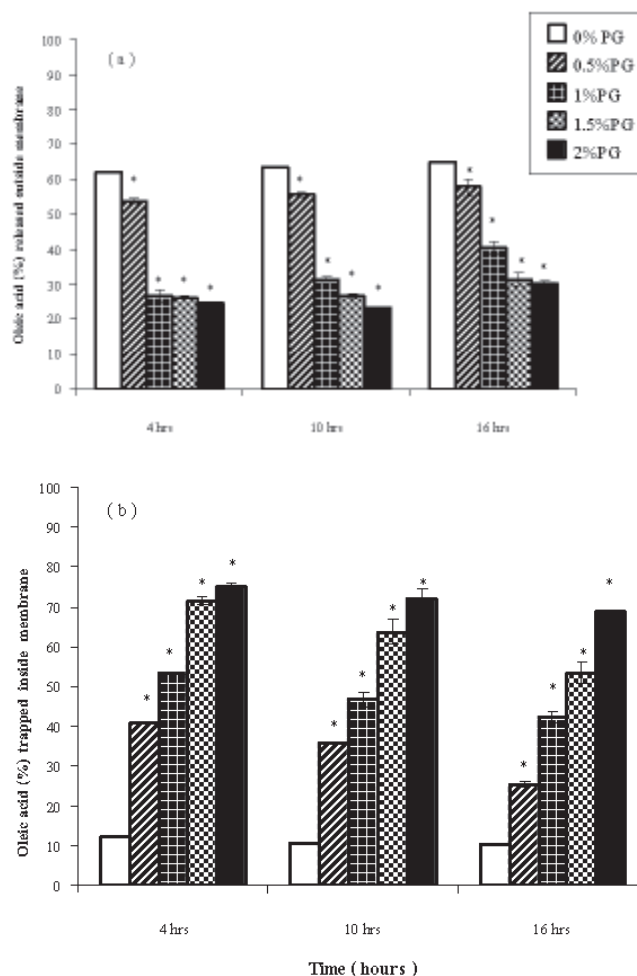 ( a )
0% PG
0.5%PG
1%PG
1.5%PG
2%PG
Oleic acid (%) released outside membrane
100
90
80
70
60
50
40
30
20
10
0
* * * *
* * * *
* * * *
4 hrs
10 hrs
16 hrs
( b )
Oleic acid (%) trapped inside membrane
100
90
80
70
60
50
40
30
20
10
0
* * * *
* * * *
* * * *
4 hrs
10 hrs
16 hrs
Time ( hours )